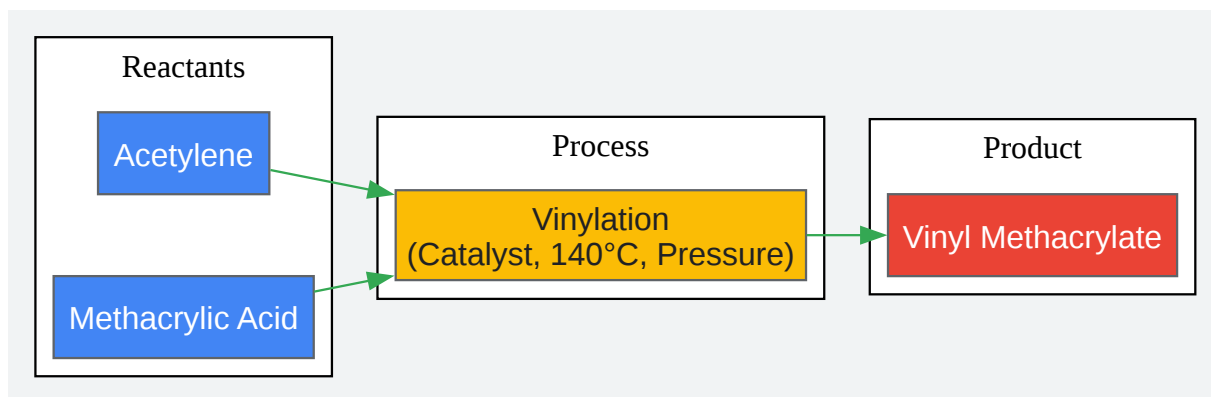 Reactants
Acetylene
Methacrylic Acid
Process
Vinylation
(Catalyst, 140°C, Pressure)
Product
Vinyl Methacrylate